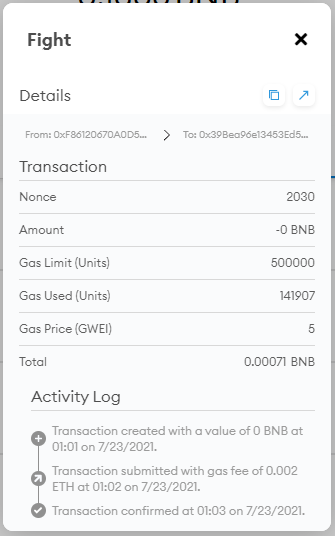 Fight
Details
From: 0xF86120670A0D5... > To: 0x39Bea96e13453Ed5...
Transaction
Nonce 2030
Amount -0 BNB
Gas Limit (Units) 500000
Gas Used (Units) 141907
Gas Price (GWEI) 5
Total 0.00071 BNB
Activity Log
Transaction created with a value of 0 BNB at
01:01 on 7/23/2021.
Transaction submitted with gas fee of 0.002
ETH at 01:02 on 7/23/2021.
Transaction confirmed at 01:03 on 7/23/2021.